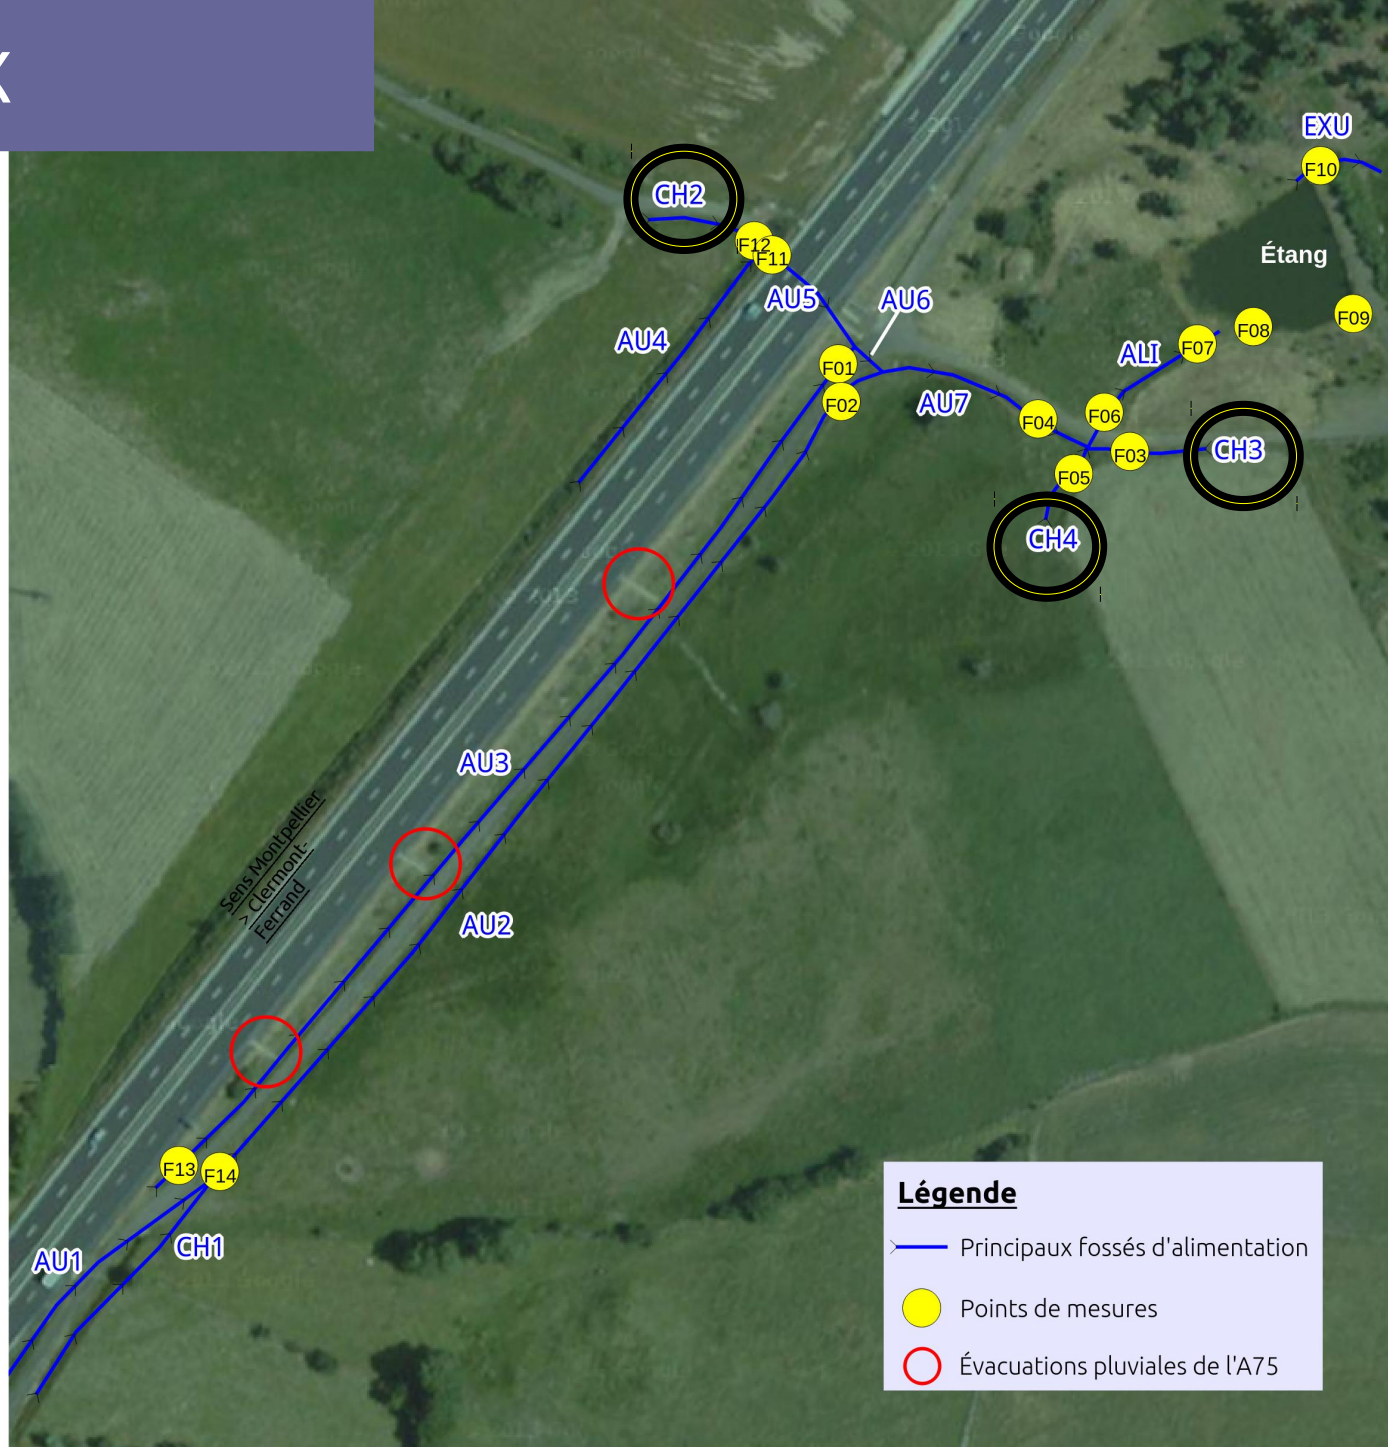 x
EXU
F10
CH2
F12
F11
Étang
AU5
AU6
F09
F08
AU4
F07
ALI
F01
F02
AU7
F06
F04
CH3
F03
F05
CH4
AU3
Sens Montpellier
> Clermont-
Ferrand
AU2
F13
F14
CH1
AU1
Légende
Principaux fossés d'alimentation
Points de mesures
Évacuations pluviales de l'A75